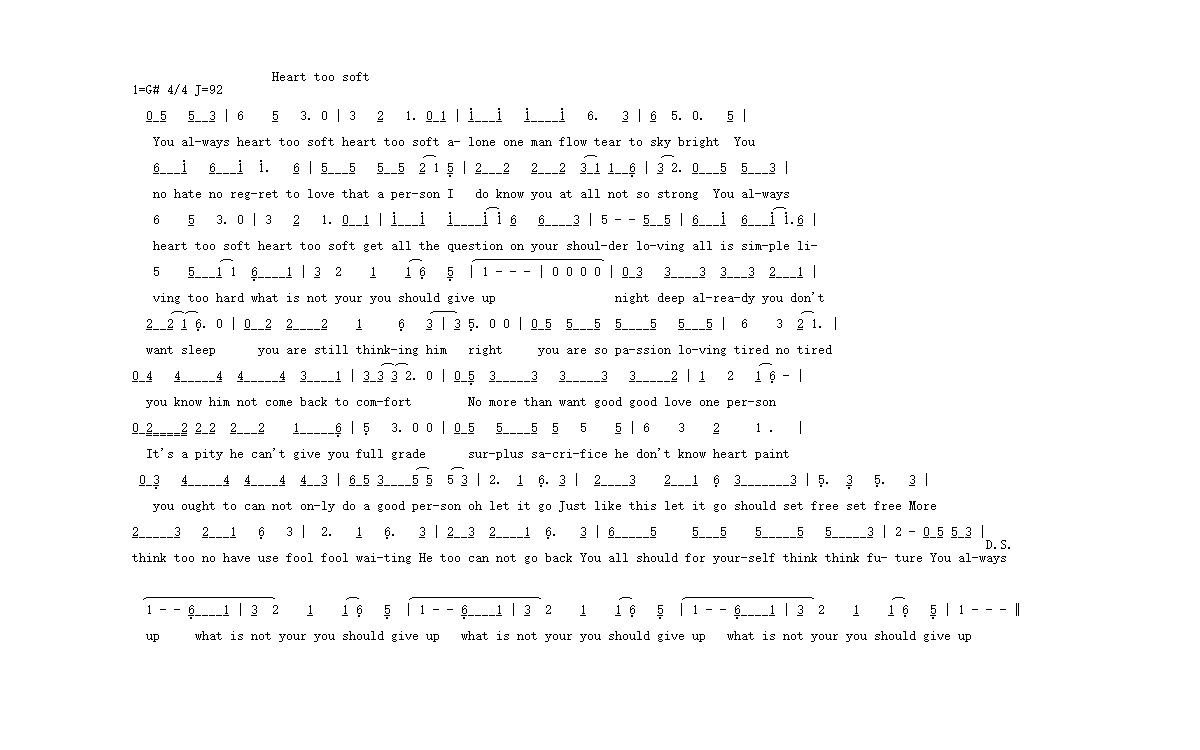 Heart too soft
1=G# 4/4 J=92
0 5 5 3 | 6 5 3. 0 | 3 2 1. 0 1 | i i i i 6. 3 | 6 5. 0. 5 |
You al-ways heart too soft heart too soft a- lone one man flow tear to sky bright You
6 i 6 i i. 6 | 5 5 5 5 2 1 5 | 2 2 2 2 3 1 1 6 | 3 2. 0 5 5 3 |
no hate no reg-ret to love that a per-son I do know you at all not so strong You al-ways
6 5 3. 0 | 3 2 1. 0 1 | i i i i i 6 6 3 | 5 - - 5 5 | 6 i 6 i i. 6 |
heart too soft heart too soft get all the question on your shoul-der lo-ving all is sim-ple li-
5 5 1 1 6 1 | 3 2 1 1 6 5 | 1 - - - | 0 0 0 0 | 0 3 3 3 3 3 2 1 |
ving too hard what is not your you should give up night deep al-rea-dy you don't
2 2 1 6. 0 | 0 2 2 2 1 6 3 | 3 5. 0 0 | 0 5 5 5 5 5 5 5 | 6 3 2 1. |
want sleep you are still think-ing him right you are so pa-ssion lo-ving tired no tired
0 4 4 4 4 4 3 1 | 3 3 3 2. 0 | 0 5 3 3 3 3 3 2 | 1 2 1 6 - |
you know him not come back to com-fort No more than want good good love one per-son
0 2 2 2 2 2 2 1 6 | 5 3. 0 0 | 0 5 5 5 5 5 5 | 6 3 2 1 . |
It's a pity he can't give you full grade sur-plus sa-cri-fice he don't know heart paint
0 3 4 4 4 4 4 3 | 6 5 3 5 5 5 3 | 2. 1 6. 3 | 2 3 2 1 6 3 3 | 5. 3 5. 3 |
you ought to can not on-ly do a good per-son oh let it go Just like this let it go should set free set free More
2 3 2 1 6 3 | 2. 1 6. 3 | 2 3 2 1 6. 3 | 6 5 5 5 5 5 5 3 | 2 - 0 5 5 3 |
D.S.
think too no have use fool fool wai-ting He too can not go back You all should for your-self think think fu- ture You al-ways
1 - - 6 1 | 3 2 1 1 6 5 | 1 - - 6 1 | 3 2 1 1 6 5 | 1 - - 6 1 | 3 2 1 1 6 5 | 1 - - - ‖
up what is not your you should give up what is not your you should give up what is not your you should give up